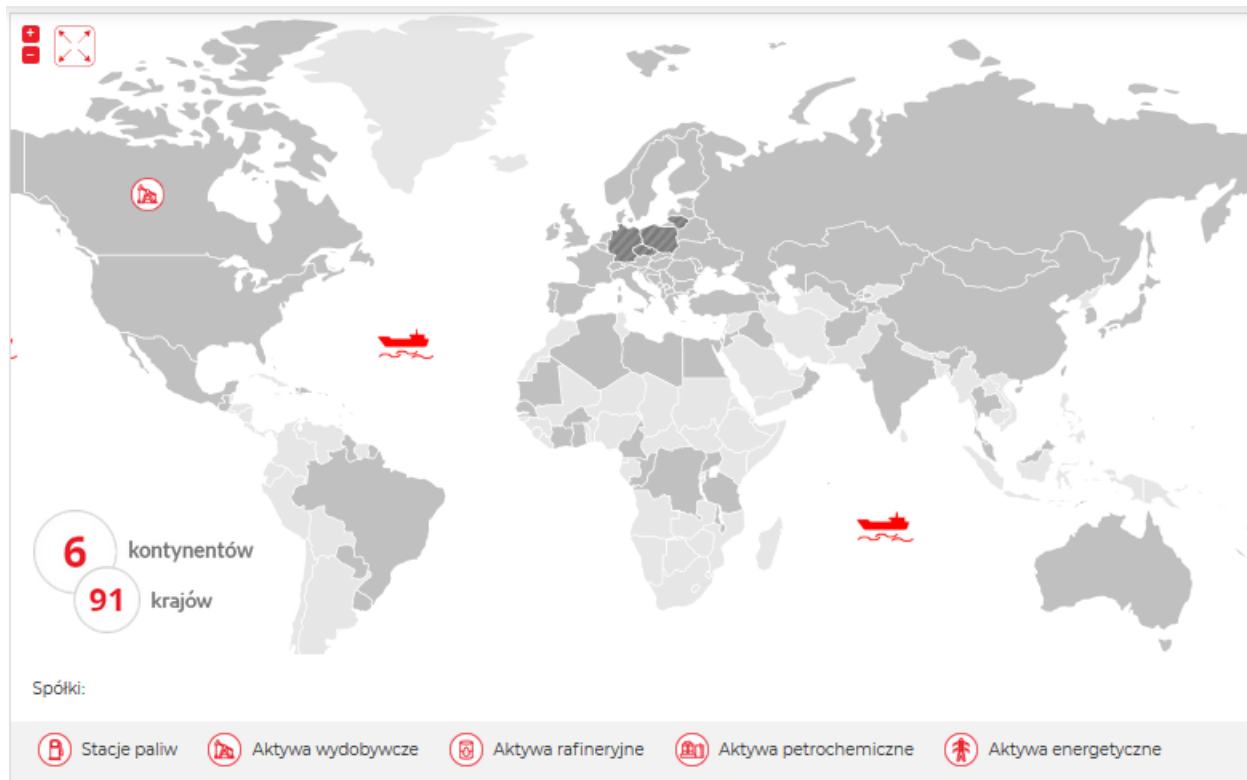 +
-
6 kontynentów
91 krajów
Spółki:
Stacje paliw Aktywa wydobywcze Aktywa rafineryjne Aktywa petrochemiczne Aktywa energetyczne